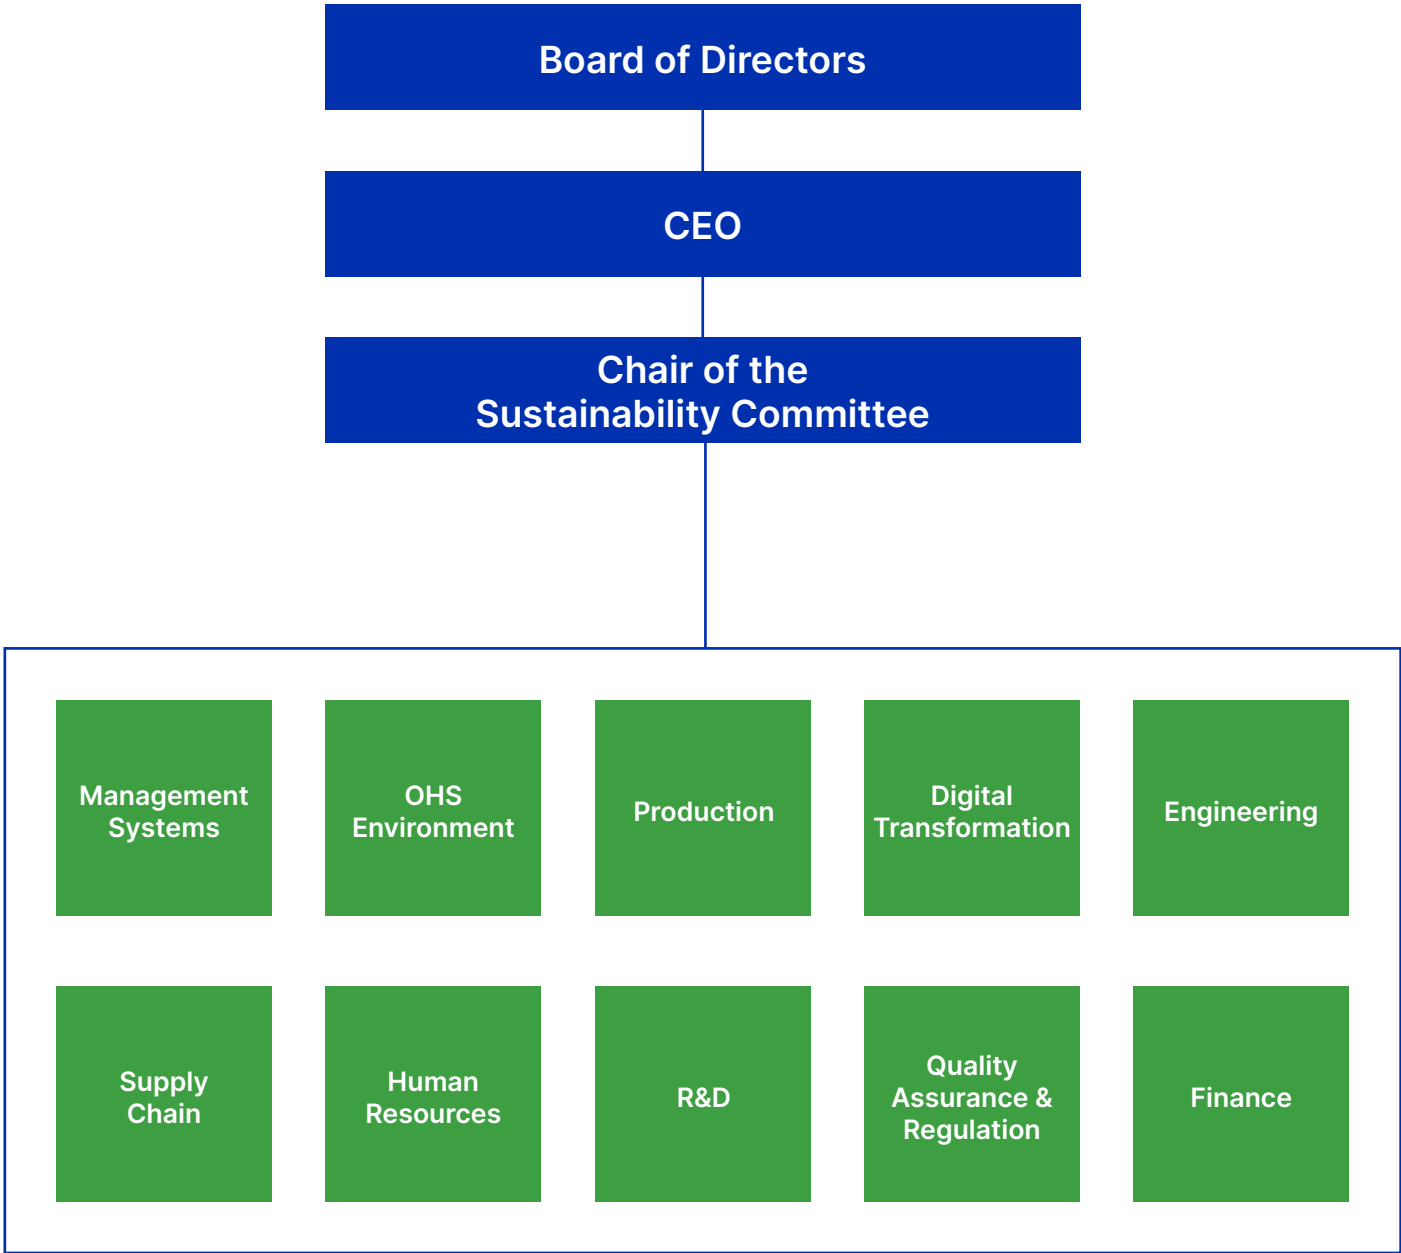 Board of Directors
CEO
Chair of the
Sustainability Committee
Management
Systems
OHS
Environment
Production
Digital
Transformation
Engineering
Supply
Chain
Human
Resources
R&D
Quality
Assurance &
Regulation
Finance